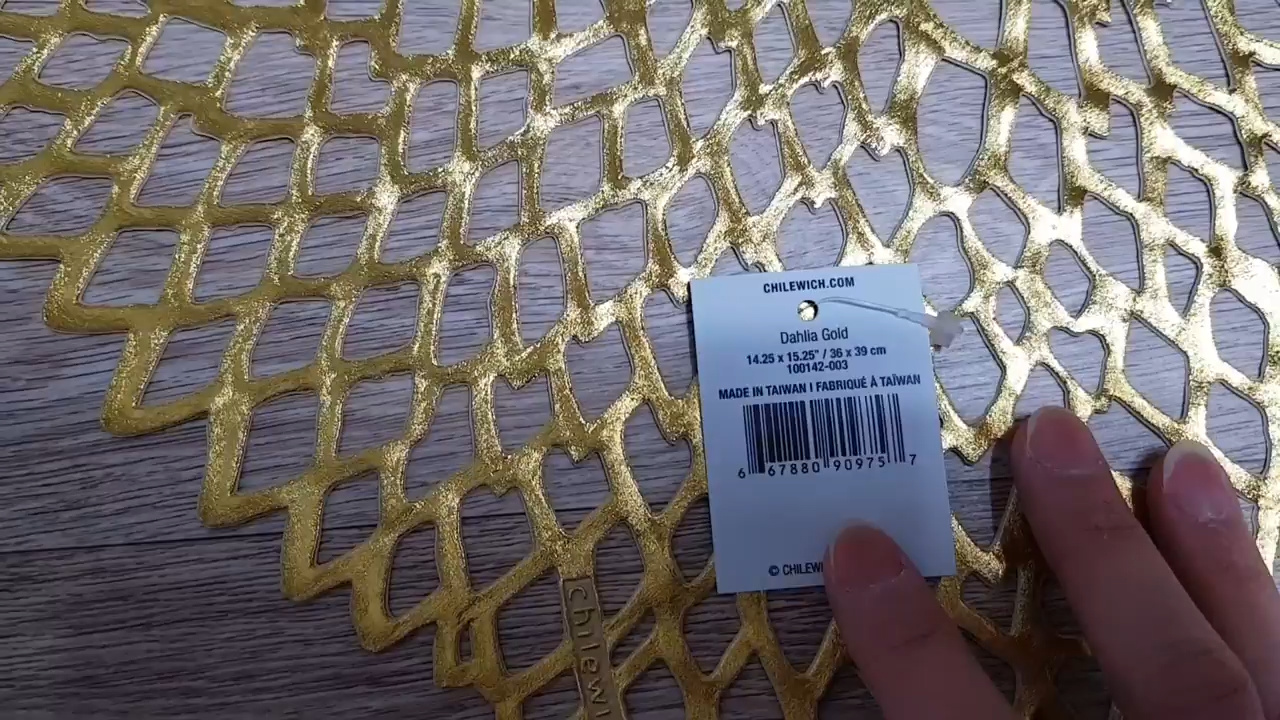 CHILEWICH.COM
Dahlia Gold
14.25 x 15.25" / 36 x 39 cm
100142-003
MADE IN TAIWAN I FABRIQUÉ À TAÏWAN
6 67880 90975 7
© CHILEWI
chilewi